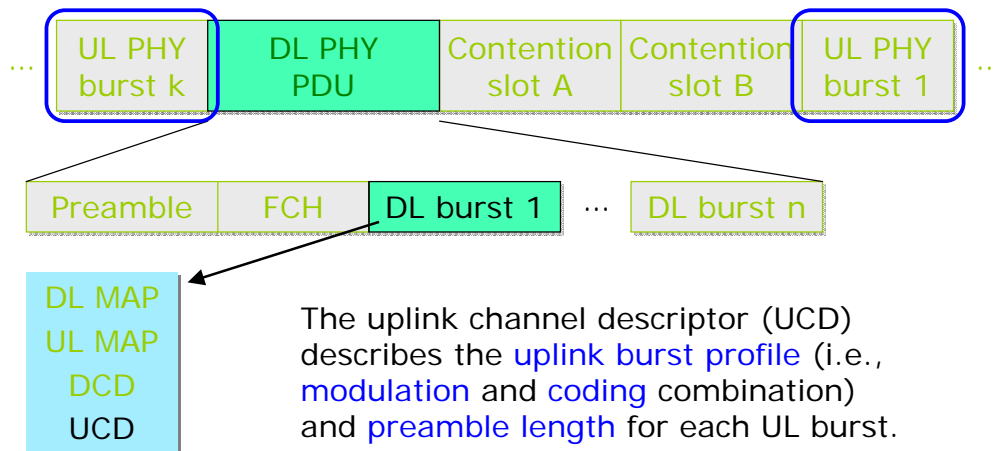 ... UL PHY burst k DL PHY PDU Contention slot A Contention slot B UL PHY burst 1 ...
Preamble FCH DL burst 1 ... DL burst n
DL MAP
UL MAP
DCD
UCD
The uplink channel descriptor (UCD)
describes the uplink burst profile (i.e.,
modulation and coding combination)
and preamble length for each UL burst.